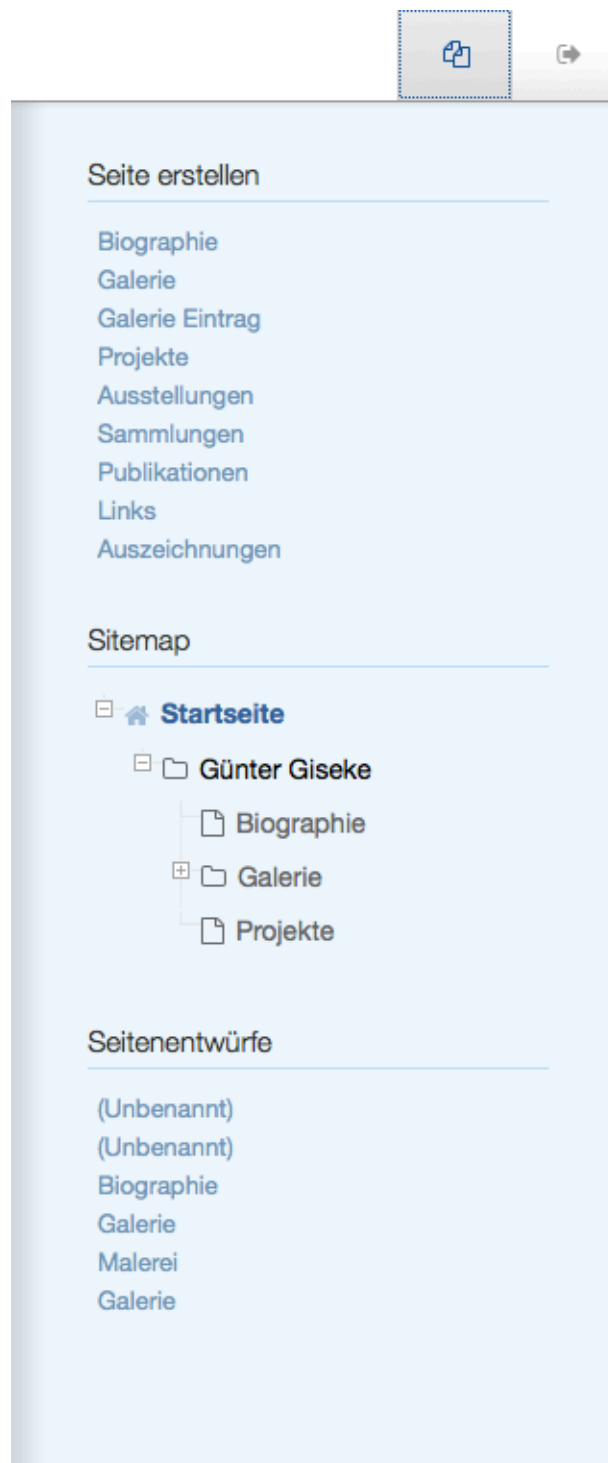 Seite erstellen
Biographie
Galerie
Galerie Eintrag
Projekte
Ausstellungen
Sammlungen
Publikationen
Links
Auszeichnungen
Sitemap
Startseite
Günter Giseke
Biographie
Galerie
Projekte
Seitenentwürfe
(Unbenannt)
(Unbenannt)
Biographie
Galerie
Malerei
Galerie